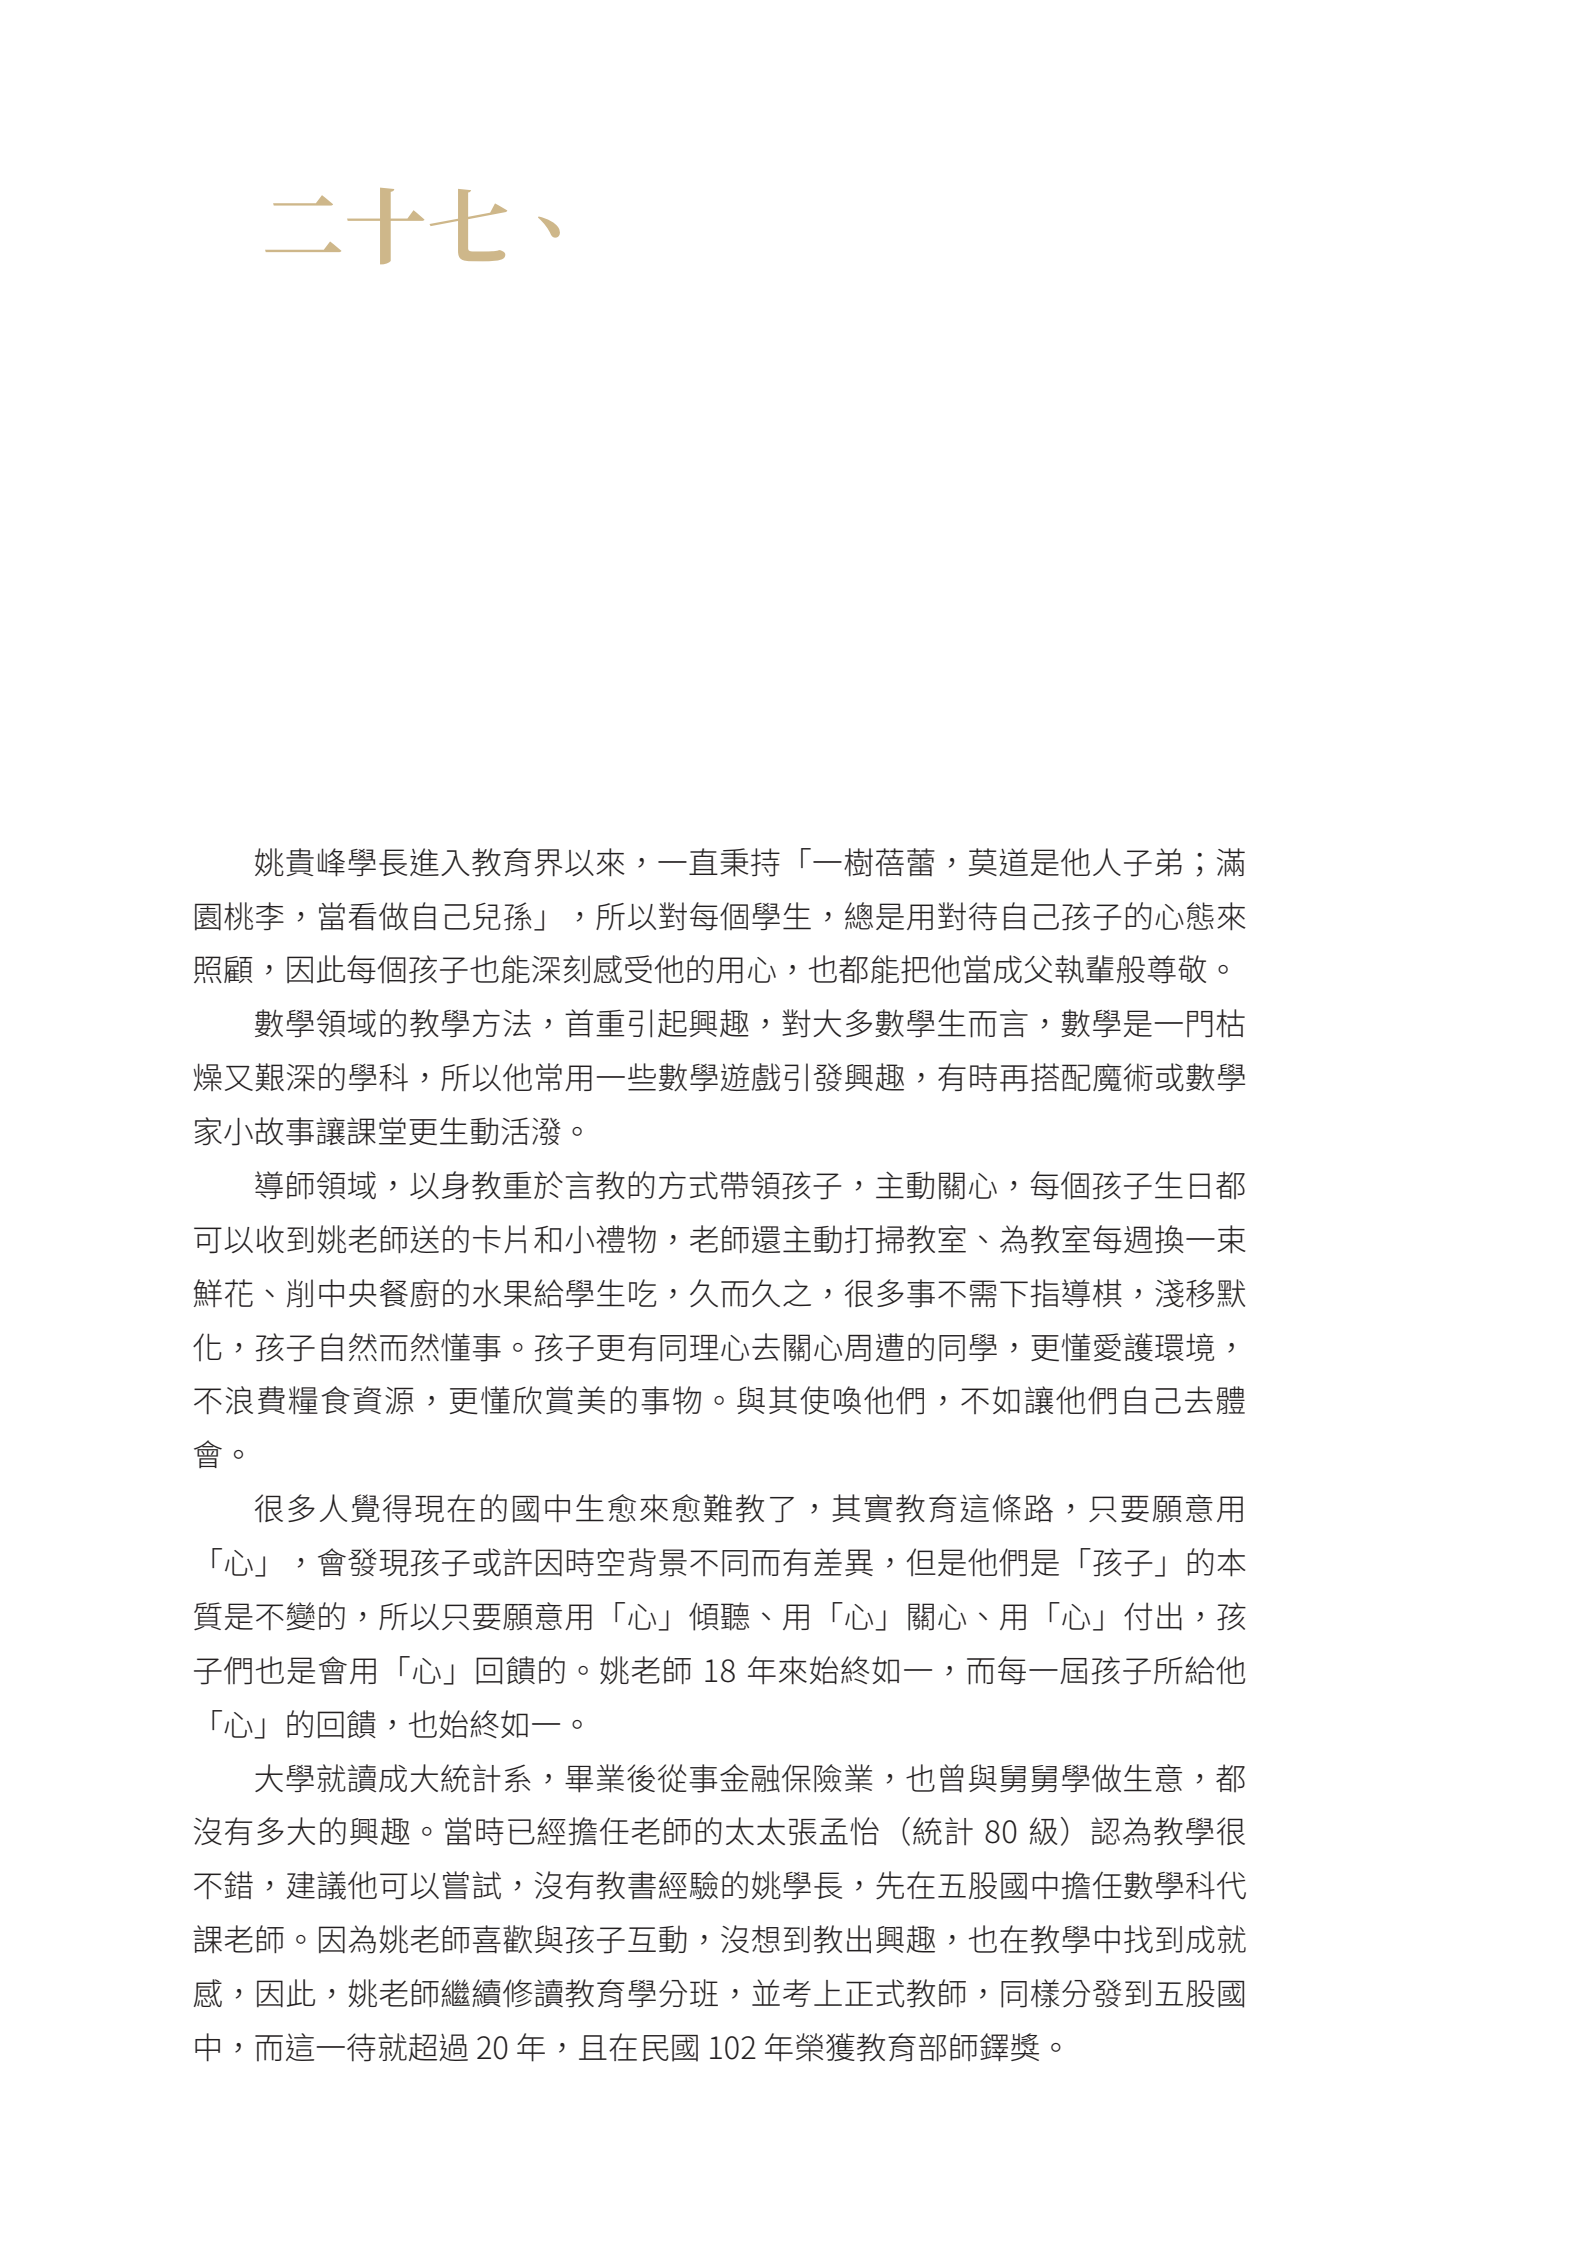 二十七、
姚貴峰學長進入教育界以來，一直秉持「一樹蓓蕾，莫道是他人子弟；滿
園桃李，當看做自己兒孫」，所以對每個學生，總是用對待自己孩子的心態來
照顧，因此每個孩子也能深刻感受他的用心，也都能把他當成父執輩般尊敬。
數學領域的教學方法，首重引起興趣，對大多數學生而言，數學是一門枯
燥又艱深的學科，所以他常用一些數學遊戲引發興趣，有時再搭配魔術或數學
家小故事讓課堂更生動活潑。
導師領域，以身教重於言教的方式帶領孩子，主動關心，每個孩子生日都
可以收到姚老師送的卡片和小禮物，老師還主動打掃教室、為教室每週換一束
鮮花、削中央餐廚的水果給學生吃，久而久之，很多事不需下指導棋，淺移默
化，孩子自然而然懂事。孩子更有同理心去關心周遭的同學，更懂愛護環境，
不浪費糧食資源，更懂欣賞美的事物。與其使喚他們，不如讓他們自己去體
會。
很多人覺得現在的國中生愈來愈難教了，其實教育這條路，只要願意用
「心」，會發現孩子或許因時空背景不同而有差異，但是他們是「孩子」的本
質是不變的，所以只要願意用「心」傾聽、用「心」關心、用「心」付出，孩
子們也是會用「心」回饋的。姚老師 18 年來始終如一，而每一屆孩子所給他
「心」的回饋，也始終如一。
大學就讀成大統計系，畢業後從事金融保險業，也曾與舅舅學做生意，都
沒有多大的興趣。當時已經擔任老師的太太張孟怡（統計 80 級）認為教學很
不錯，建議他可以嘗試，沒有教書經驗的姚學長，先在五股國中擔任數學科代
課老師。因為姚老師喜歡與孩子互動，沒想到教出興趣，也在教學中找到成就
感，因此，姚老師繼續修讀教育學分班，並考上正式教師，同樣分發到五股國
中，而這一待就超過 20 年，且在民國 102 年榮獲教育部師鐸獎。